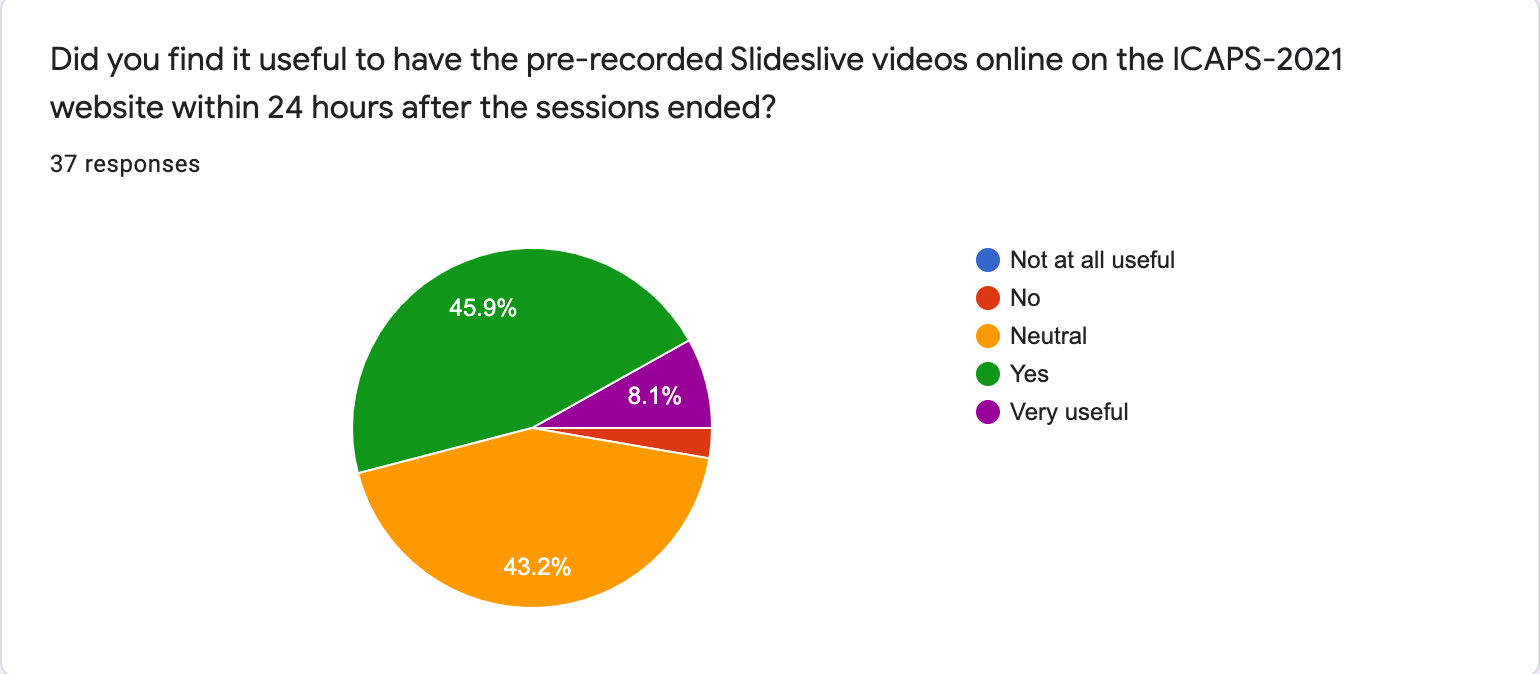 Did you find it useful to have the pre-recorded Slideslive videos online on the ICAPS-2021
website within 24 hours after the sessions ended?
37 responses
45.9%
8.1%
43.2%
Not at all useful
No
Neutral
Yes
Very useful